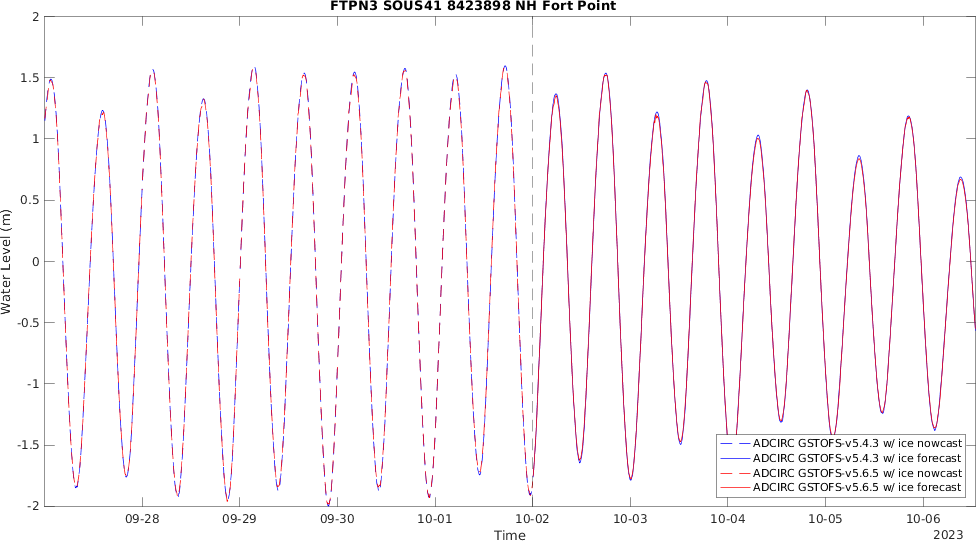 FTPN3 SOUS41 8423898 NH Fort Point
2
1.5
1
0.5
0
-0.5
-1
-1.5
-2
Water Level (m)
09-28
09-29
09-30
10-01
10-02
10-03
10-04
10-05
10-06
Time
2023
ADCIRC GSTOFS-v5.4.3 w/ ice nowcast
ADCIRC GSTOFS-v5.4.3 w/ ice forecast
ADCIRC GSTOFS-v5.6.5 w/ ice nowcast
ADCIRC GSTOFS-v5.6.5 w/ ice forecast